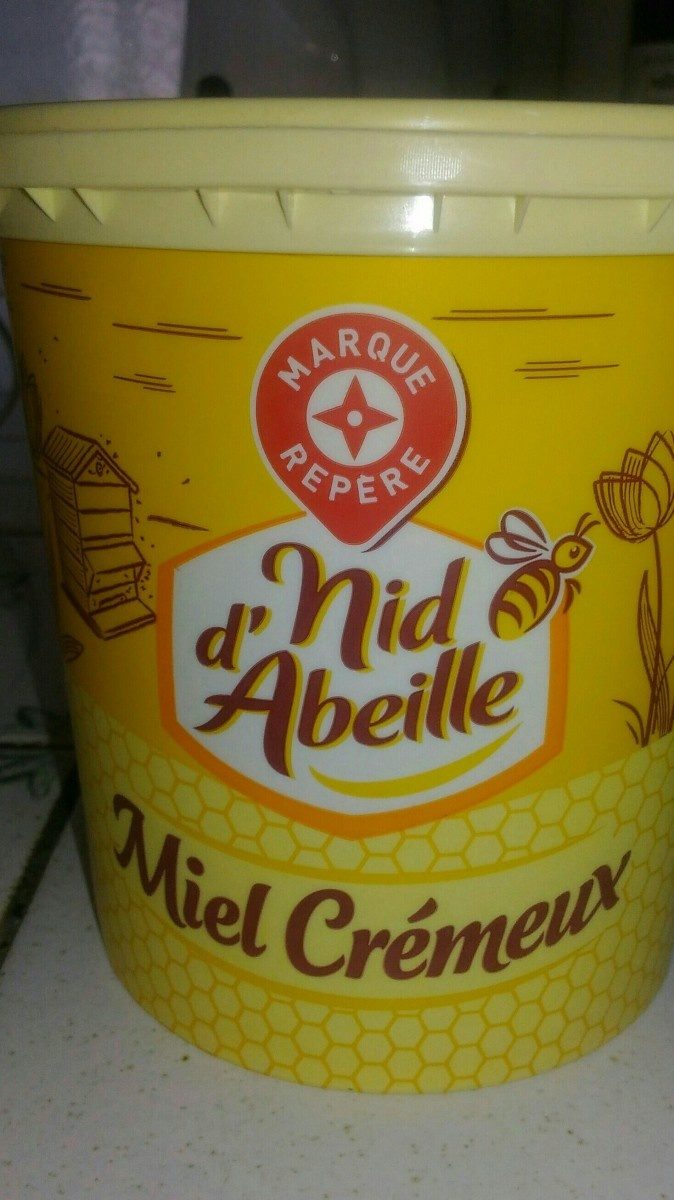 MARQUE
REPÈRE
Nid
d'Abeille
Miel Crémeux